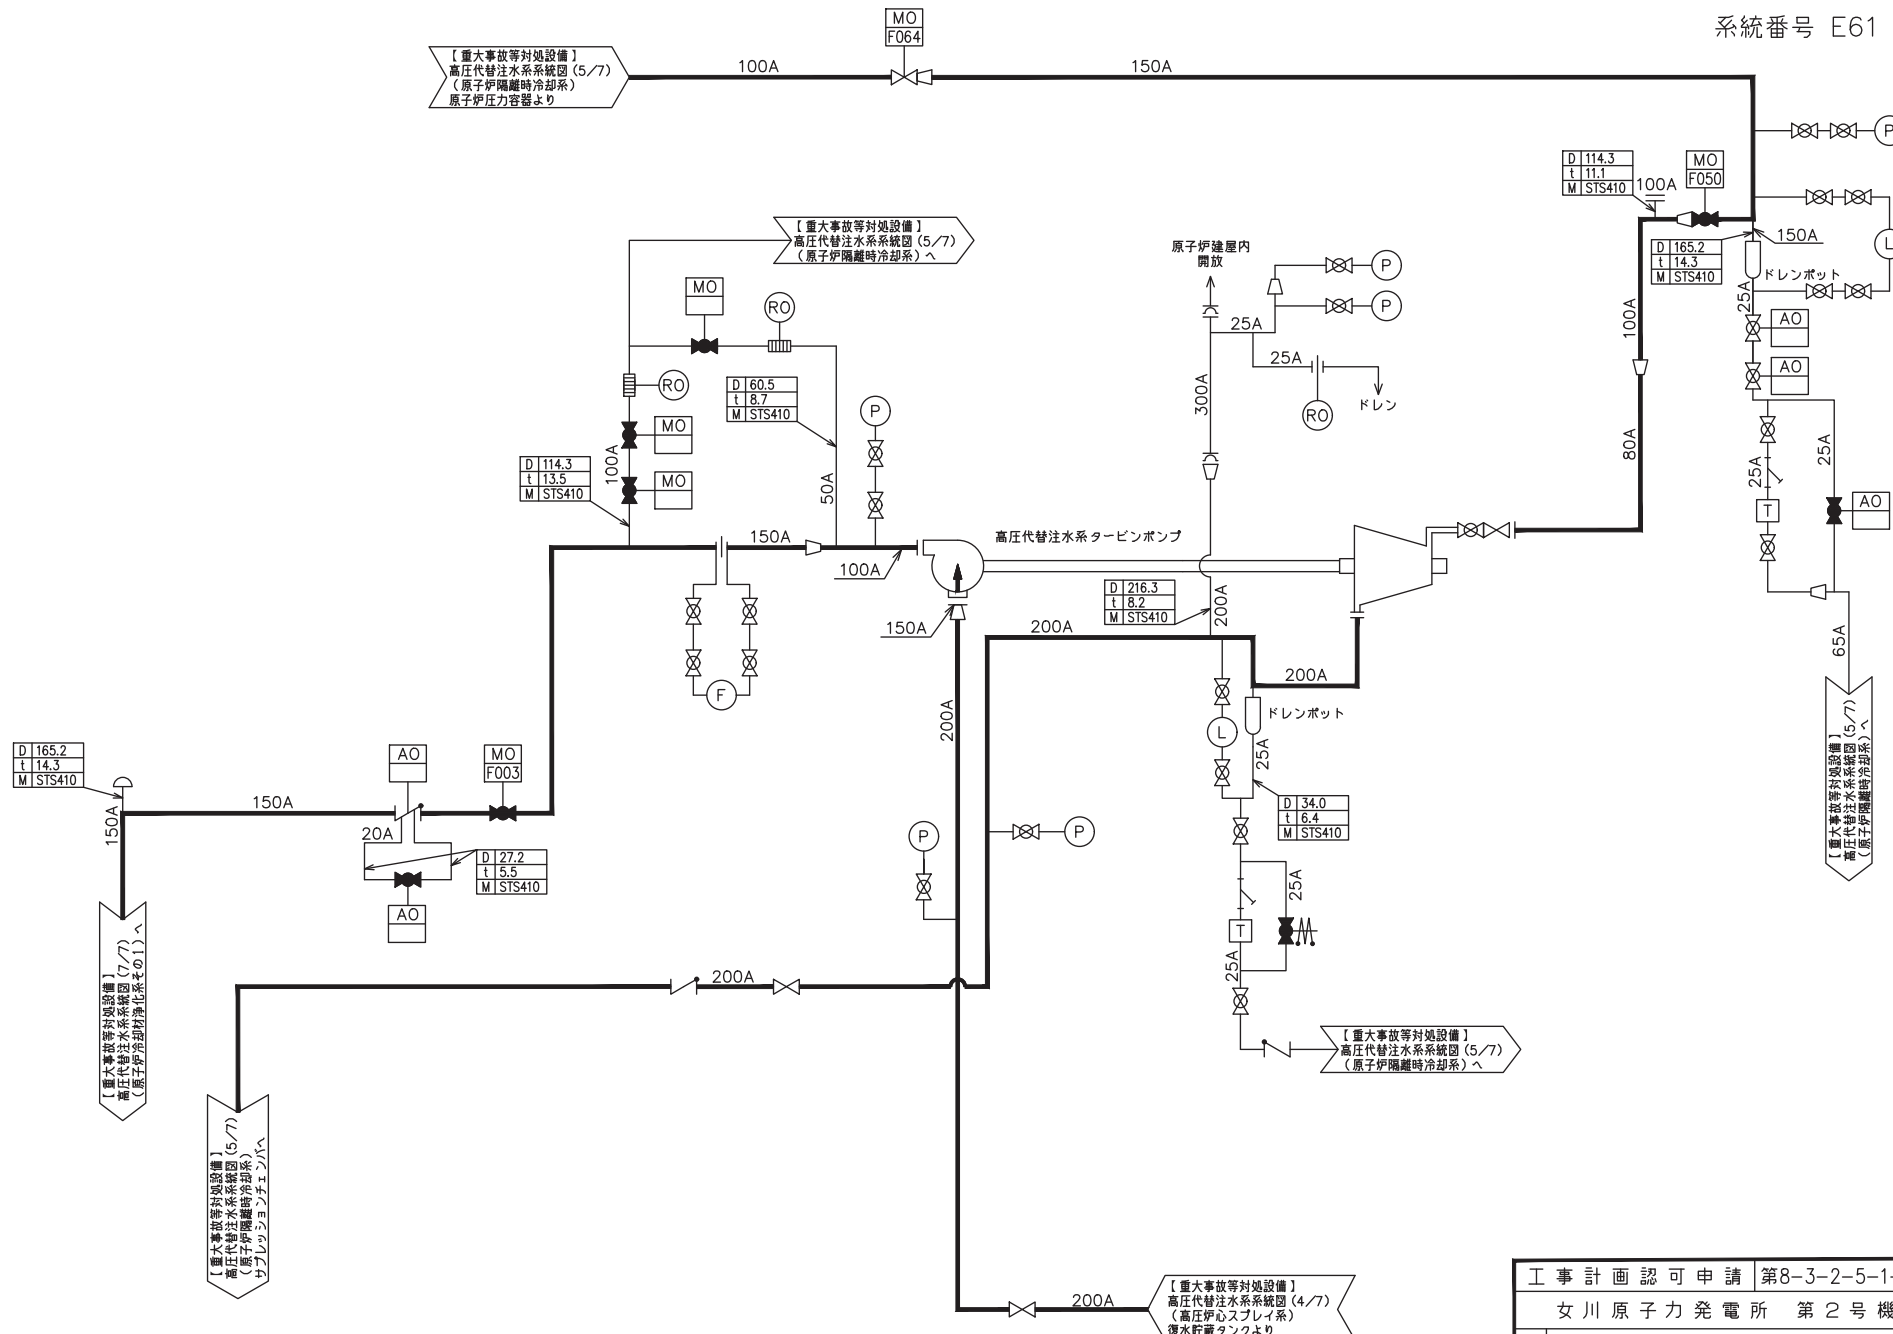 系統番号 E61
MO
F064
【重大事故等対処設備】
高圧代替注水系系統図(5/7)
(原子炉隔離時冷却系)
原子炉圧力容器より
100A
150A
P
D 114.3
t 11.1
M STS410
100A
MO
F050
【重大事故等対処設備】
高圧代替注水系系統図(5/7)
(原子炉隔離時冷却系)へ
原子炉建屋内
開放
D 165.2
t 14.3
M STS410
150A
L
ドレンポット
25A
MO
RO
P
P
25A
25A
RO
ドレン
300A
100A
80A
AO
AO
RO
D 60.5
t 8.7
M STS410
P
MO
100A
MO
D 114.3
t 13.5
M STS410
50A
25A
25A
T
AO
65A
150A
100A
高圧代替注水系タービンポンプ
D 216.3
t 8.2
M STS410
200A
150A
200A
200A
F
200A
L
ドレンポット
25A
D 34.0
t 6.4
M STS410
D 165.2
t 14.3
M STS410
150A
150A
AO
MO
F003
20A
D 27.2
t 5.5
M STS410
AO
P
P
25A
T
25A
200A
【重大事故等対処設備】
高圧代替注水系系統図(5/7)
(原子炉隔離時冷却系)へ
【重大事故等対処設備】
高圧代替注水系系統図(7/7)
(原子炉冷却材浄化系その1)へ
【重大事故等対処設備】
高圧代替注水系系統図(5/7)
(原子炉隔離時冷却系)
サプレッションチェンバへ
【重大事故等対処設備】
高圧代替注水系系統図(5/7)
(原子炉隔離時冷却系)へ
200A
【重大事故等対処設備】
高圧代替注水系系統図(4/7)
(高圧炉心スプレイ系)
復水貯蔵タンクより
工事計画認可申請 第8-3-2-5-1-
女川原子力発電所 第2号機